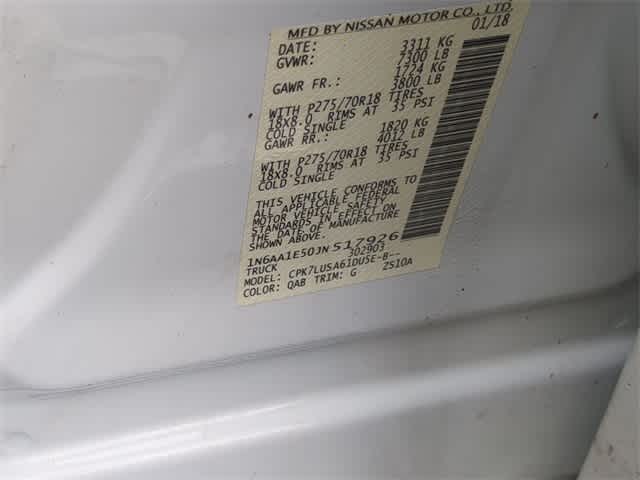 MFD BY NISSAN MOTOR CO., LTD.
DATE: 01/18
GVWR: 3311 KG
7300 LB
GAWR FR.: 1724 KG
3800 LB
WITH P275/70R18 TIRES
18X8.0 RIMS AT 35 PSI
COLD SINGLE
GAWR RR.: 1820 KG
4012 LB
WITH P275/70R18 TIRES
18X8.0 RIMS AT 35 PSI
COLD SINGLE
THIS VEHICLE CONFORMS TO
ALL APPLICABLE FEDERAL
MOTOR VEHICLE SAFETY
STANDARDS IN EFFECT ON
THE DATE OF MANUFACTURE
1N6AA1E50JN517926
TRUCK 302903
MODEL: CPK7LUSA61DU5E-B--
COLOR: QAB TRIM: G ZS10A